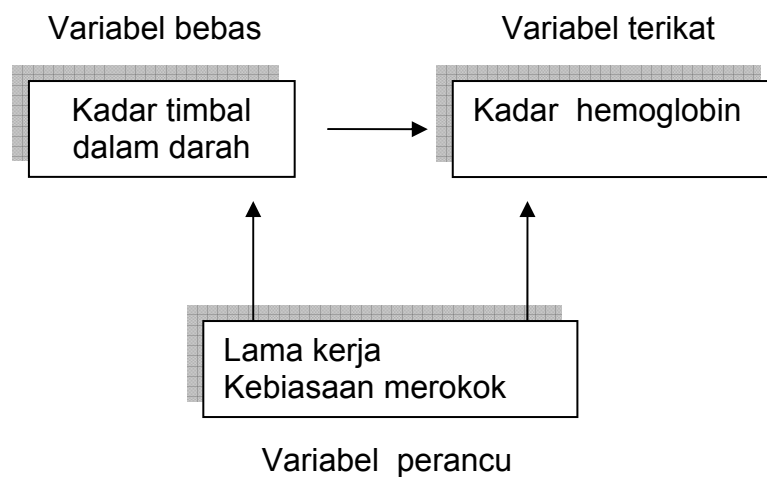 Variabel bebas
Variabel terikat
Kadar timbal
dalam darah
Kadar hemoglobin
Lama kerja
Kebiasaan merokok
Variabel perancu